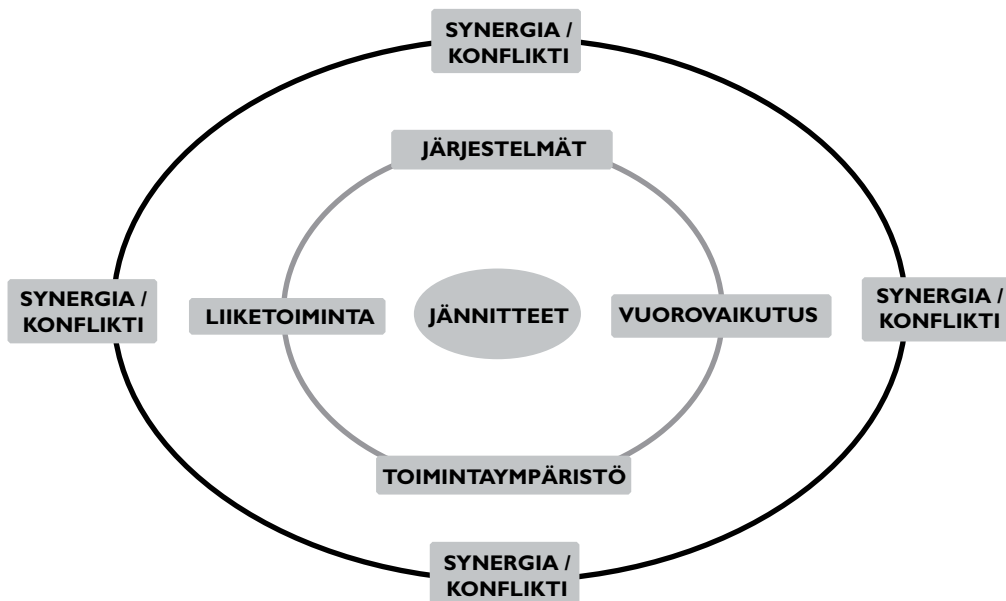 SYNERGIA /
KONFLIKTI
JÄRJESTELMÄT
SYNERGIA /
KONFLIKTI
LIIKETOIMINTA
JÄNNITTEET
VUOROVAIKUTUS
SYNERGIA /
KONFLIKTI
TOIMINTAYMPÄRISTÖ
SYNERGIA /
KONFLIKTI